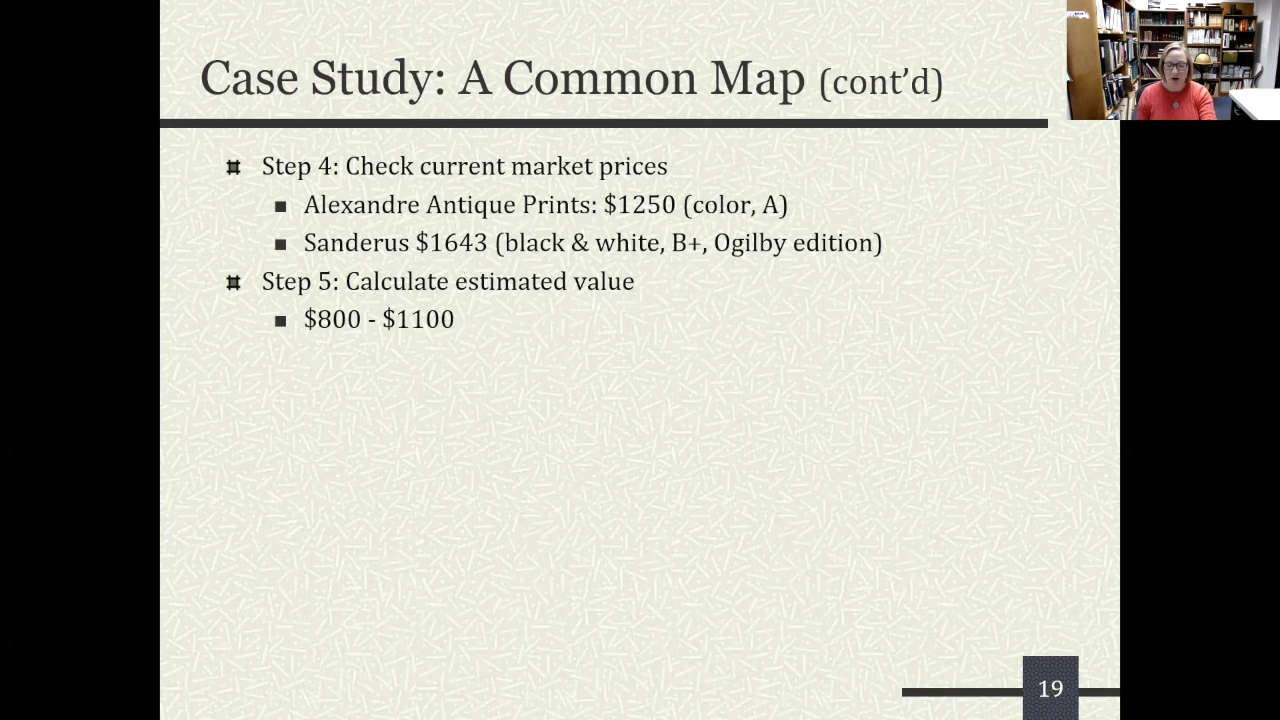 Case Study: A Common Map (cont’d)
Step 4: Check current market prices
Alexandre Antique Prints: $1250 (color, A)
Sanderus $1643 (black & white, B+, Ogilby edition)
Step 5: Calculate estimated value
$800 - $1100
19